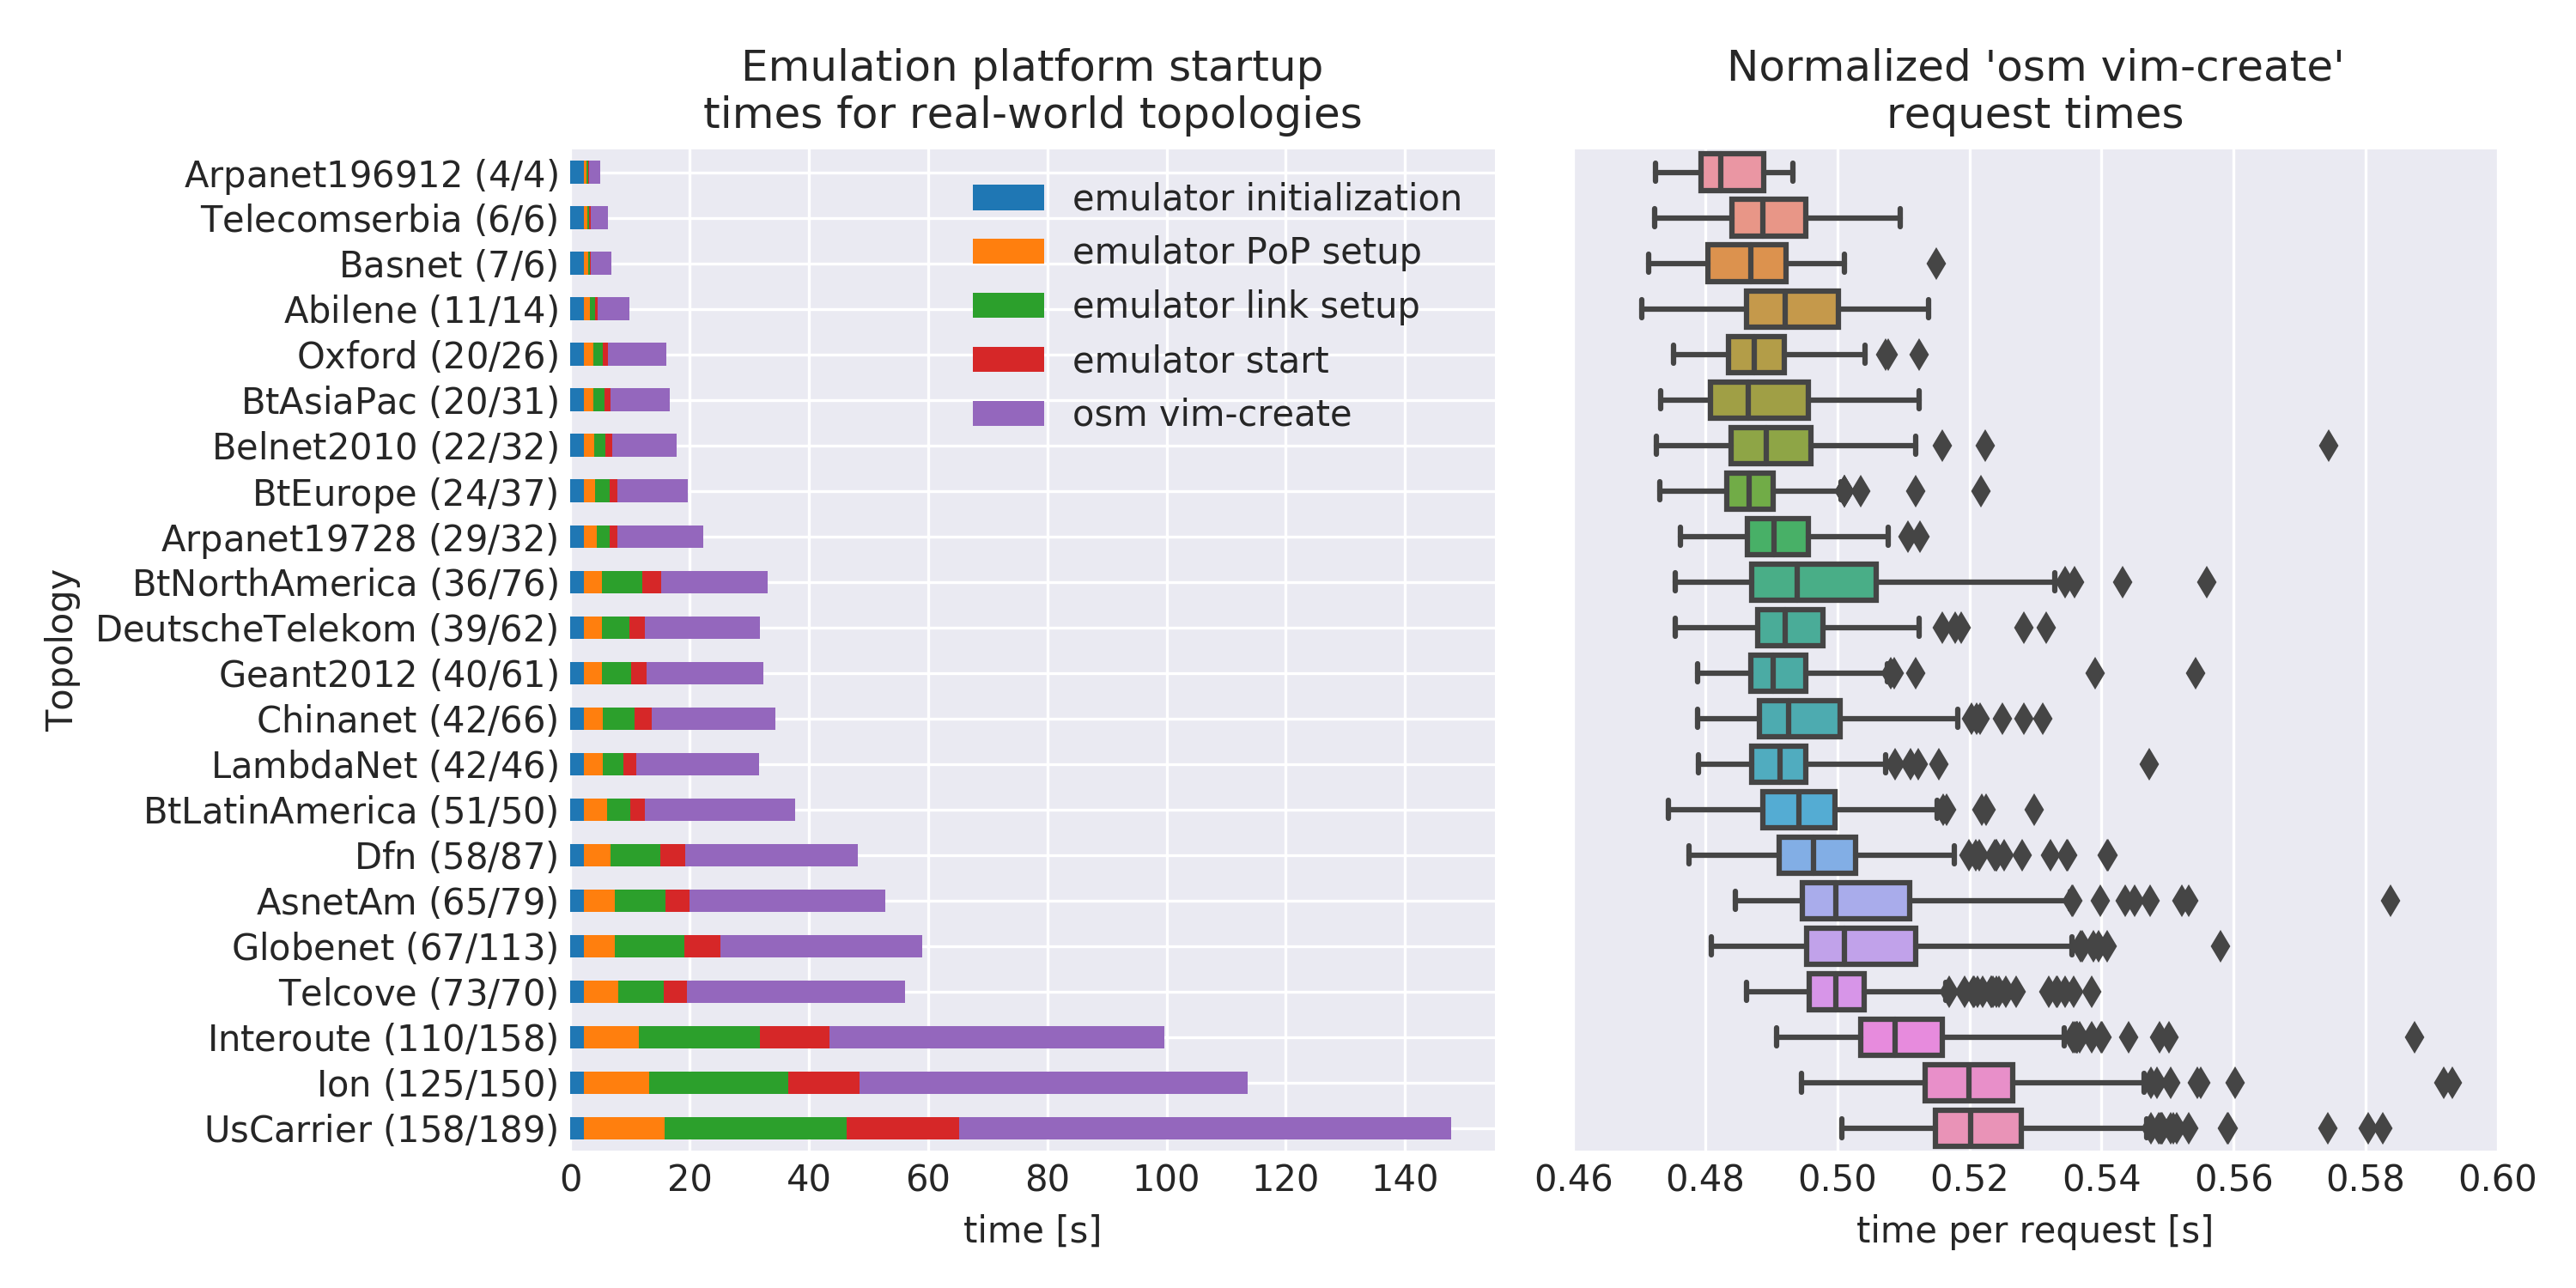 Emulation platform startup
times for real-world topologies
Normalized 'osm vim-create'
request times
Topology
Arpanet196912 (4/4)
Telecomserbia (6/6)
Basnet (7/6)
Abilene (11/14)
Oxford (20/26)
BtAsiaPac (20/31)
Belnet2010 (22/32)
BtEurope (24/37)
Arpanet19728 (29/32)
BtNorthAmerica (36/76)
DeutscheTelekom (39/62)
Geant2012 (40/61)
Chinanet (42/66)
LambdaNet (42/46)
BtLatinAmerica (51/50)
Dfn (58/87)
AsnetAm (65/79)
Globenet (67/113)
Telcove (73/70)
Interoute (110/158)
Ion (125/150)
UsCarrier (158/189)
emulator initialization
emulator PoP setup
emulator link setup
emulator start
osm vim-create
0 20 40 60 80 100 120 140
time [s]
0.46 0.48 0.50 0.52 0.54 0.56 0.58 0.60
time per request [s]